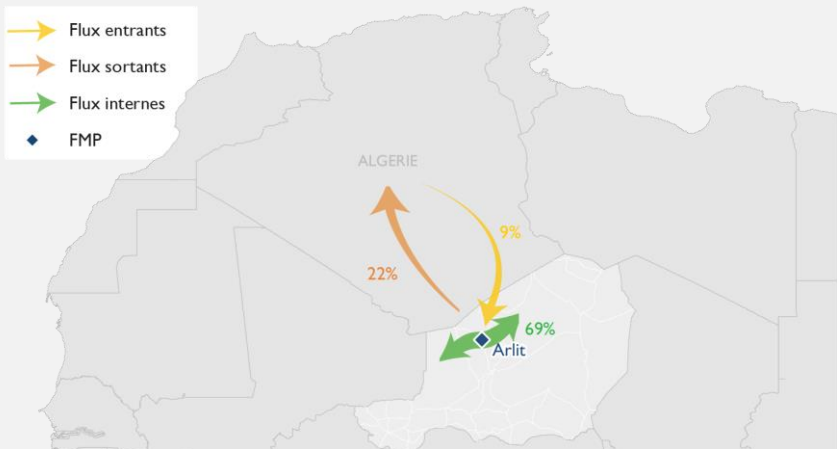 Flux entrants
Flux sortants
Flux internes
FMP
ALGERIE
9%
22%
69%
Arlit